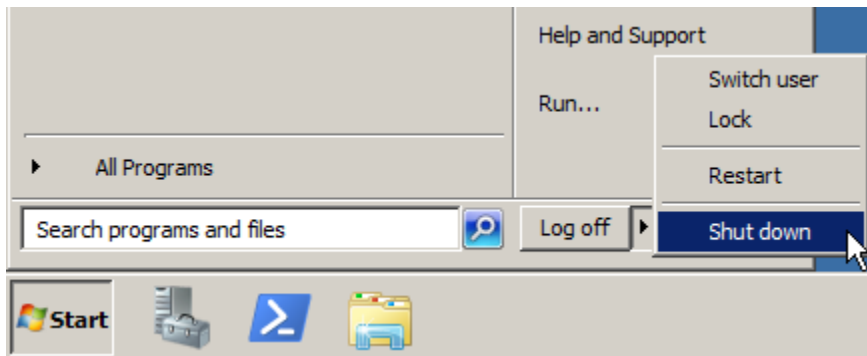 Help and Support
Switch user
Run...
Lock
All Programs
Restart
Search programs and files
Log off
Shut down
Start